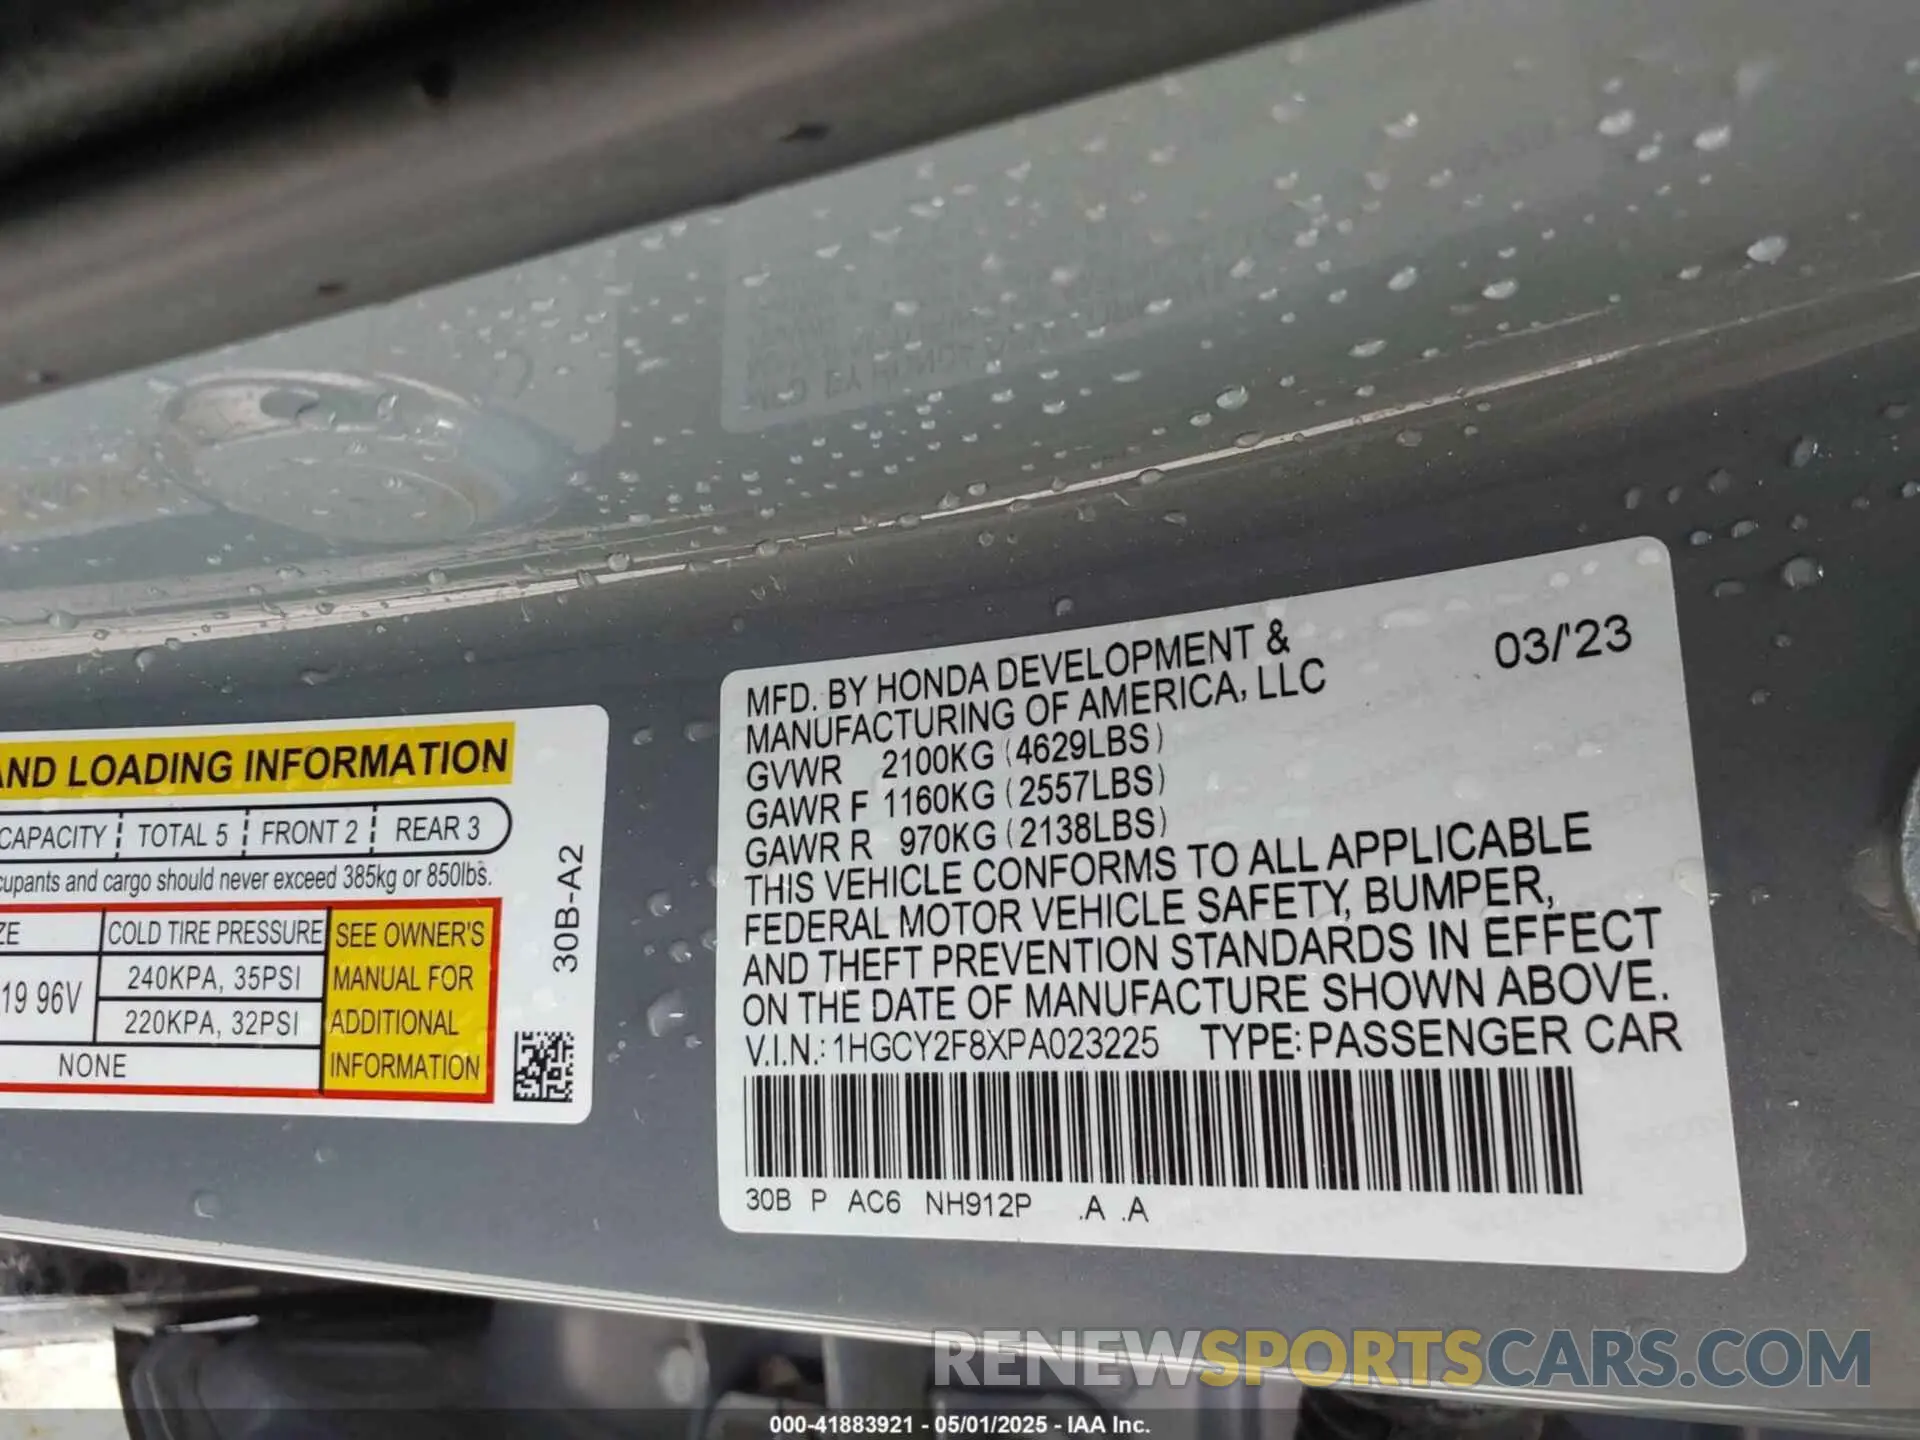 AND LOADING INFORMATION
CAPACITY TOTAL 5 FRONT 2 REAR 3
cupants and cargo should never exceed 385kg or 850lbs.
ZE COLD TIRE PRESSURE SEE OWNER'S
MANUAL FOR
ADDITIONAL
INFORMATION
19 96V 240KPA, 35PSI
220KPA, 32PSI
NONE
30B-A2
MFD. BY HONDA DEVELOPMENT &
MANUFACTURING OF AMERICA, LLC
03/'23
GVWR 2100KG (4629LBS)
GAWR F 1160KG (2557LBS)
GAWR R 970KG (2138LBS)
THIS VEHICLE CONFORMS TO ALL APPLICABLE
FEDERAL MOTOR VEHICLE SAFETY, BUMPER,
AND THEFT PREVENTION STANDARDS IN EFFECT
ON THE DATE OF MANUFACTURE SHOWN ABOVE.
V.I.N.: 1HGCY2F8XPA023225 TYPE: PASSENGER CAR
30B P AC6 NH912P .A .A
RENEWSPORTSCARS.COM
000-41883921 - 05/01/2025 - IAA Inc.